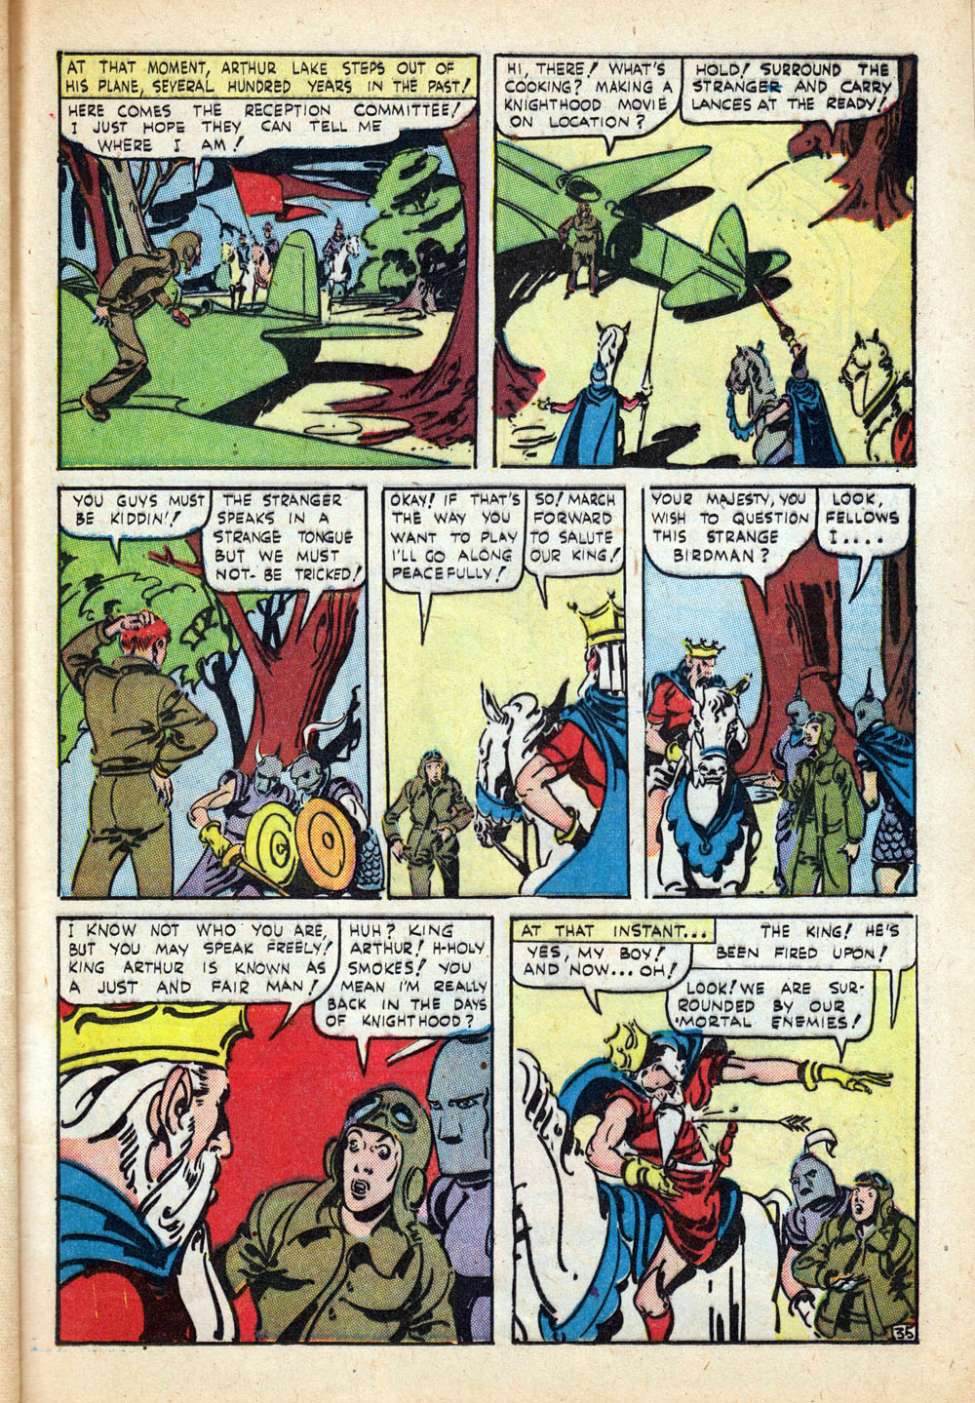 AT THAT MOMENT, ARTHUR LAKE STEPS OUT OF
HIS PLANE, SEVERAL HUNDRED YEARS IN THE PAST!
HERE COMES THE RECEPTION COMMITTEE!
I JUST HOPE THEY CAN TELL ME
WHERE I AM!
HI, THERE! WHAT'S
COOKING? MAKING A
KNIGHTHOOD MOVIE
ON LOCATION?
HOLD! SURROUND THE
STRANGER AND CARRY
LANCES AT THE READY!
YOU GUYS MUST
BE KIDDIN'!
THE STRANGER
SPEAKS IN A
STRANGE TONGUE
BUT WE MUST
NOT- BE TRICKED!
OKAY! IF THAT'S
THE WAY YOU
WANT TO PLAY
I'LL GO ALONG
PEACEFULLY!
SO! MARCH
FORWARD
TO SALUTE
OUR KING!
YOUR MAJESTY, YOU
WISH TO QUESTION
THIS STRANGE
BIRDMAN?
LOOK,
FELLOWS
I....
I KNOW NOT WHO YOU ARE,
BUT YOU MAY SPEAK FREELY!
KING ARTHUR IS KNOWN AS
A JUST AND FAIR MAN!
HUH? KING
ARTHUR! H-HOLY
SMOKES! YOU
MEAN I'M REALLY
BACK IN THE DAYS
OF KNIGHTHOOD?
AT THAT INSTANT...
YES, MY BOY!
AND NOW... OH!
THE KING! HE'S
BEEN FIRED UPON!
LOOK! WE ARE SUR-
ROUNDED BY OUR
MORTAL ENEMIES!
35